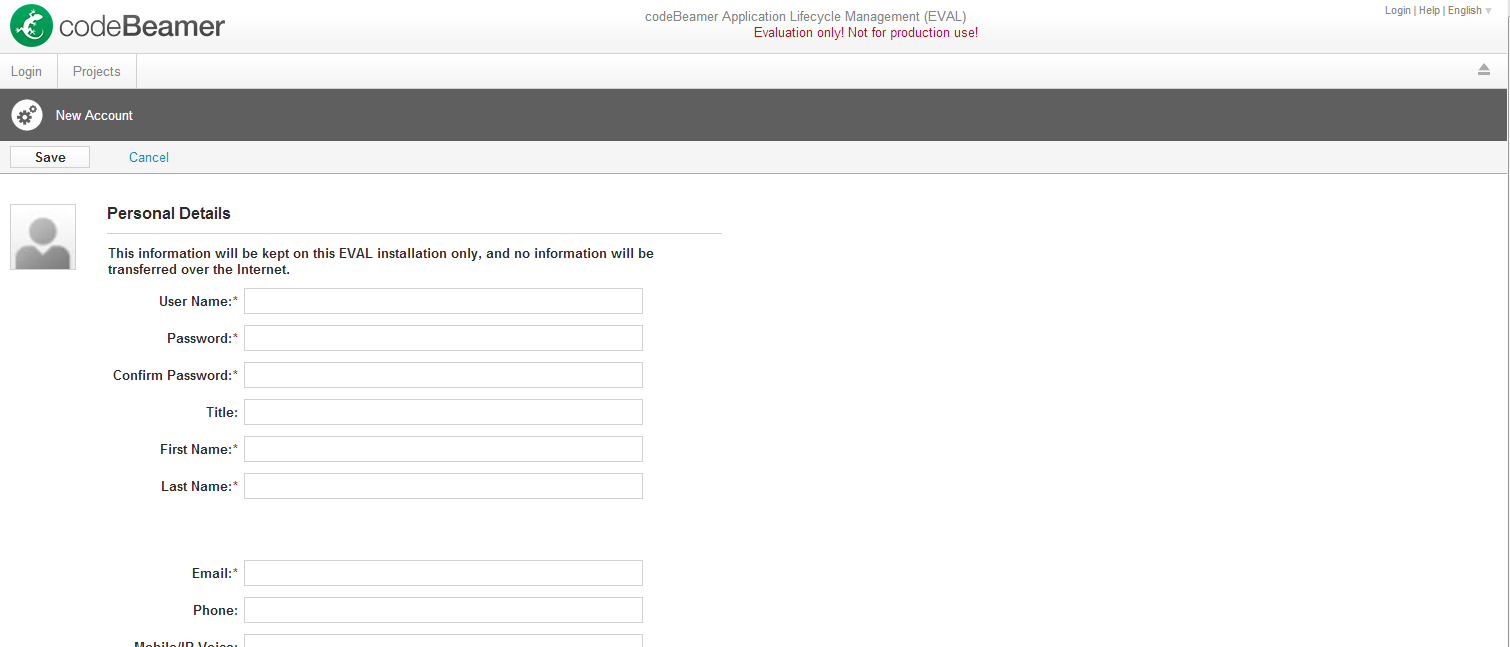 codeBeamer
codeBeamer Application Lifecycle Management (EVAL)
Evaluation only! Not for production use!
Login | Help | English
Login
Projects
New Account
Save
Cancel
Personal Details
This information will be kept on this EVAL installation only, and no information will be
transferred over the Internet.
User Name:*
Password:*
Confirm Password:*
Title:
First Name:*
Last Name:*
Email:*
Phone:
Mobile/IP Voice: